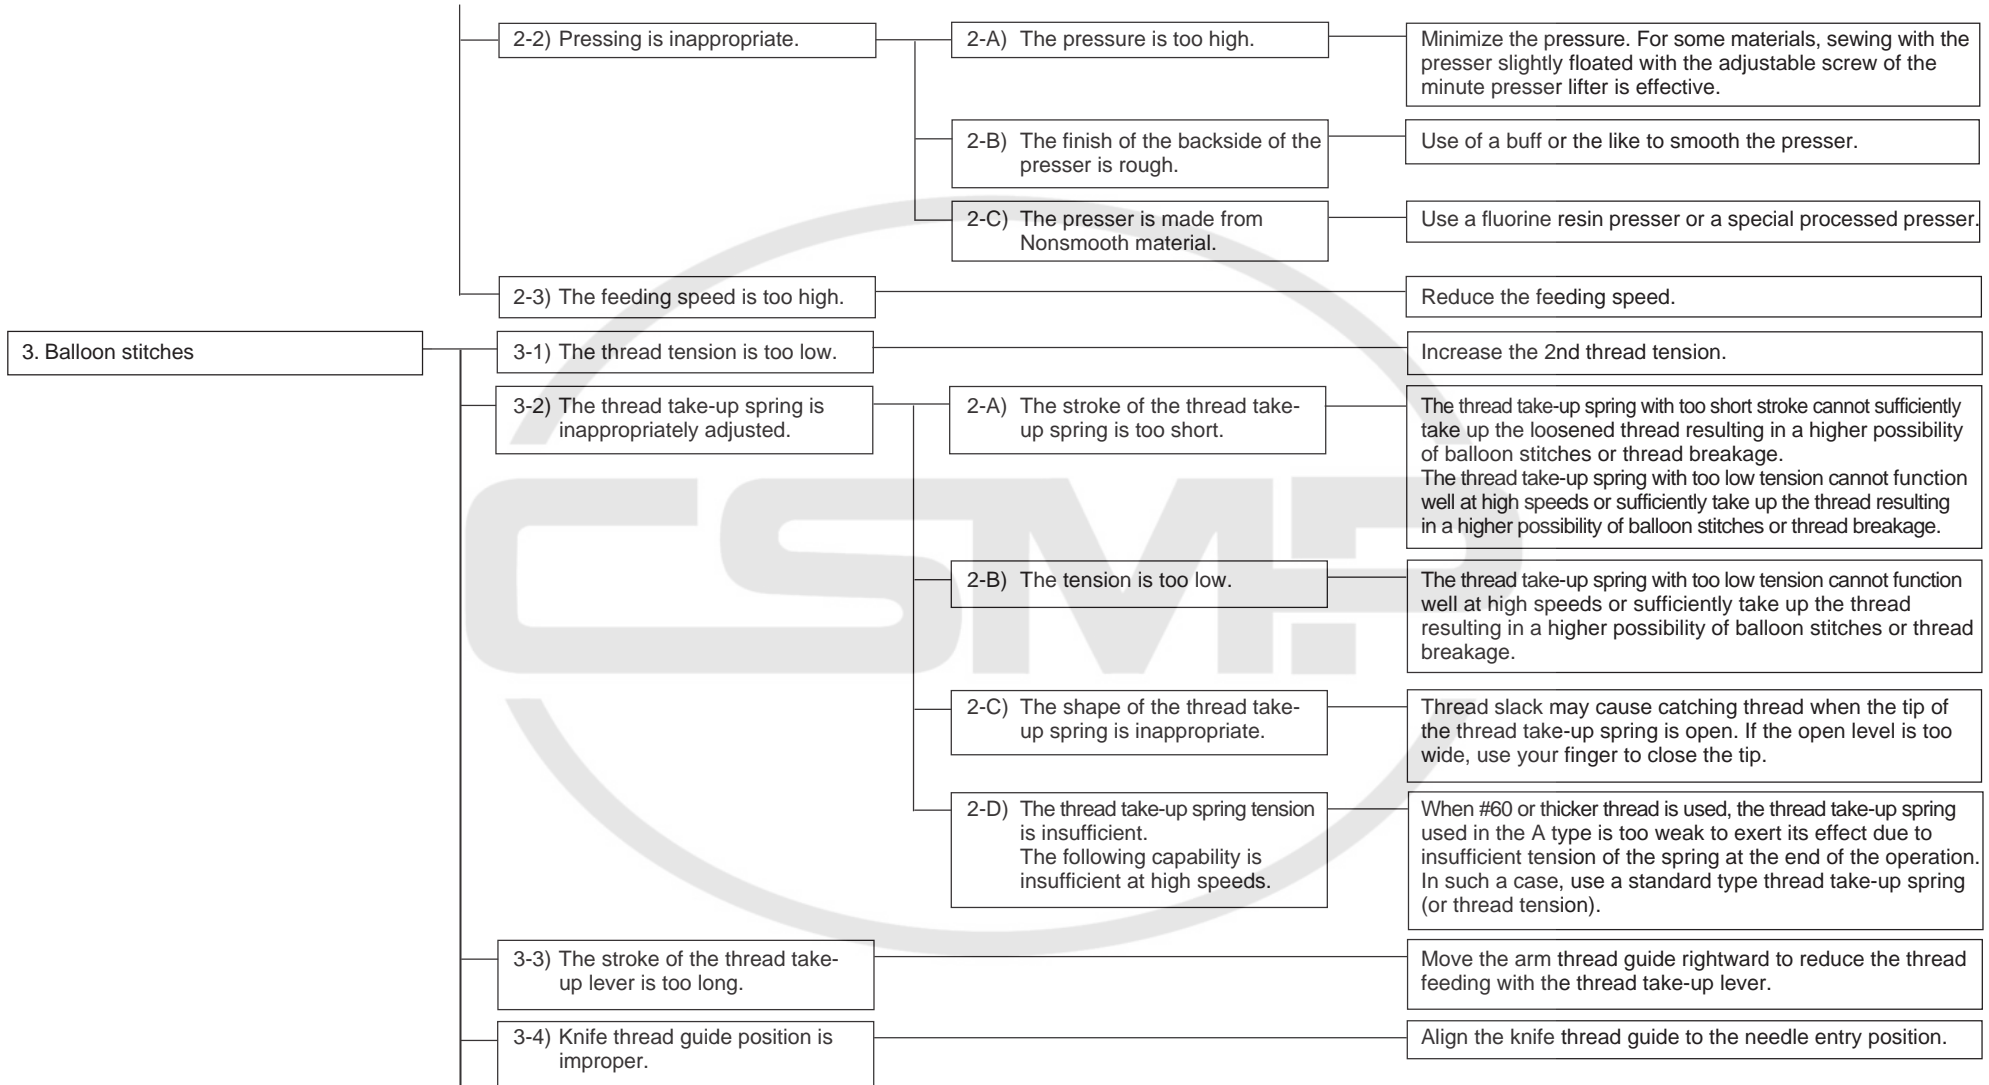 2-2) Pressing is inappropriate.
2-A) The pressure is too high.
Minimize the pressure. For some materials, sewing with the
presser slightly floated with the adjustable screw of the
minute presser lifter is effective.
2-B) The finish of the backside of the
presser is rough.
Use of a buff or the like to smooth the presser.
2-C) The presser is made from
Nonsmooth material.
Use a fluorine resin presser or a special processed presser.
2-3) The feeding speed is too high.
Reduce the feeding speed.
3. Balloon stitches
3-1) The thread tension is too low.
Increase the 2nd thread tension.
3-2) The thread take-up spring is
inappropriately adjusted.
2-A) The stroke of the thread take-
up spring is too short.
The thread take-up spring with too short stroke cannot sufficiently
take up the loosened thread resulting in a higher possibility
of balloon stitches or thread breakage.
The thread take-up spring with too low tension cannot function
well at high speeds or sufficiently take up the thread resulting
in a higher possibility of balloon stitches or thread breakage.
2-B) The tension is too low.
The thread take-up spring with too low tension cannot function
well at high speeds or sufficiently take up the thread
resulting in a higher possibility of balloon stitches or thread
breakage.
2-C) The shape of the thread take-
up spring is inappropriate.
Thread slack may cause catching thread when the tip of
the thread take-up spring is open. If the open level is too
wide, use your finger to close the tip.
2-D) The thread take-up spring tension
is insufficient.
The following capability is
insufficient at high speeds.
When #60 or thicker thread is used, the thread take-up spring
used in the A type is too weak to exert its effect due to
insufficient tension of the spring at the end of the operation.
In such a case, use a standard type thread take-up spring
(or thread tension).
3-3) The stroke of the thread take-
up lever is too long.
Move the arm thread guide rightward to reduce the thread
feeding with the thread take-up lever.
3-4) Knife thread guide position is
improper.
Align the knife thread guide to the needle entry position.
CSMP